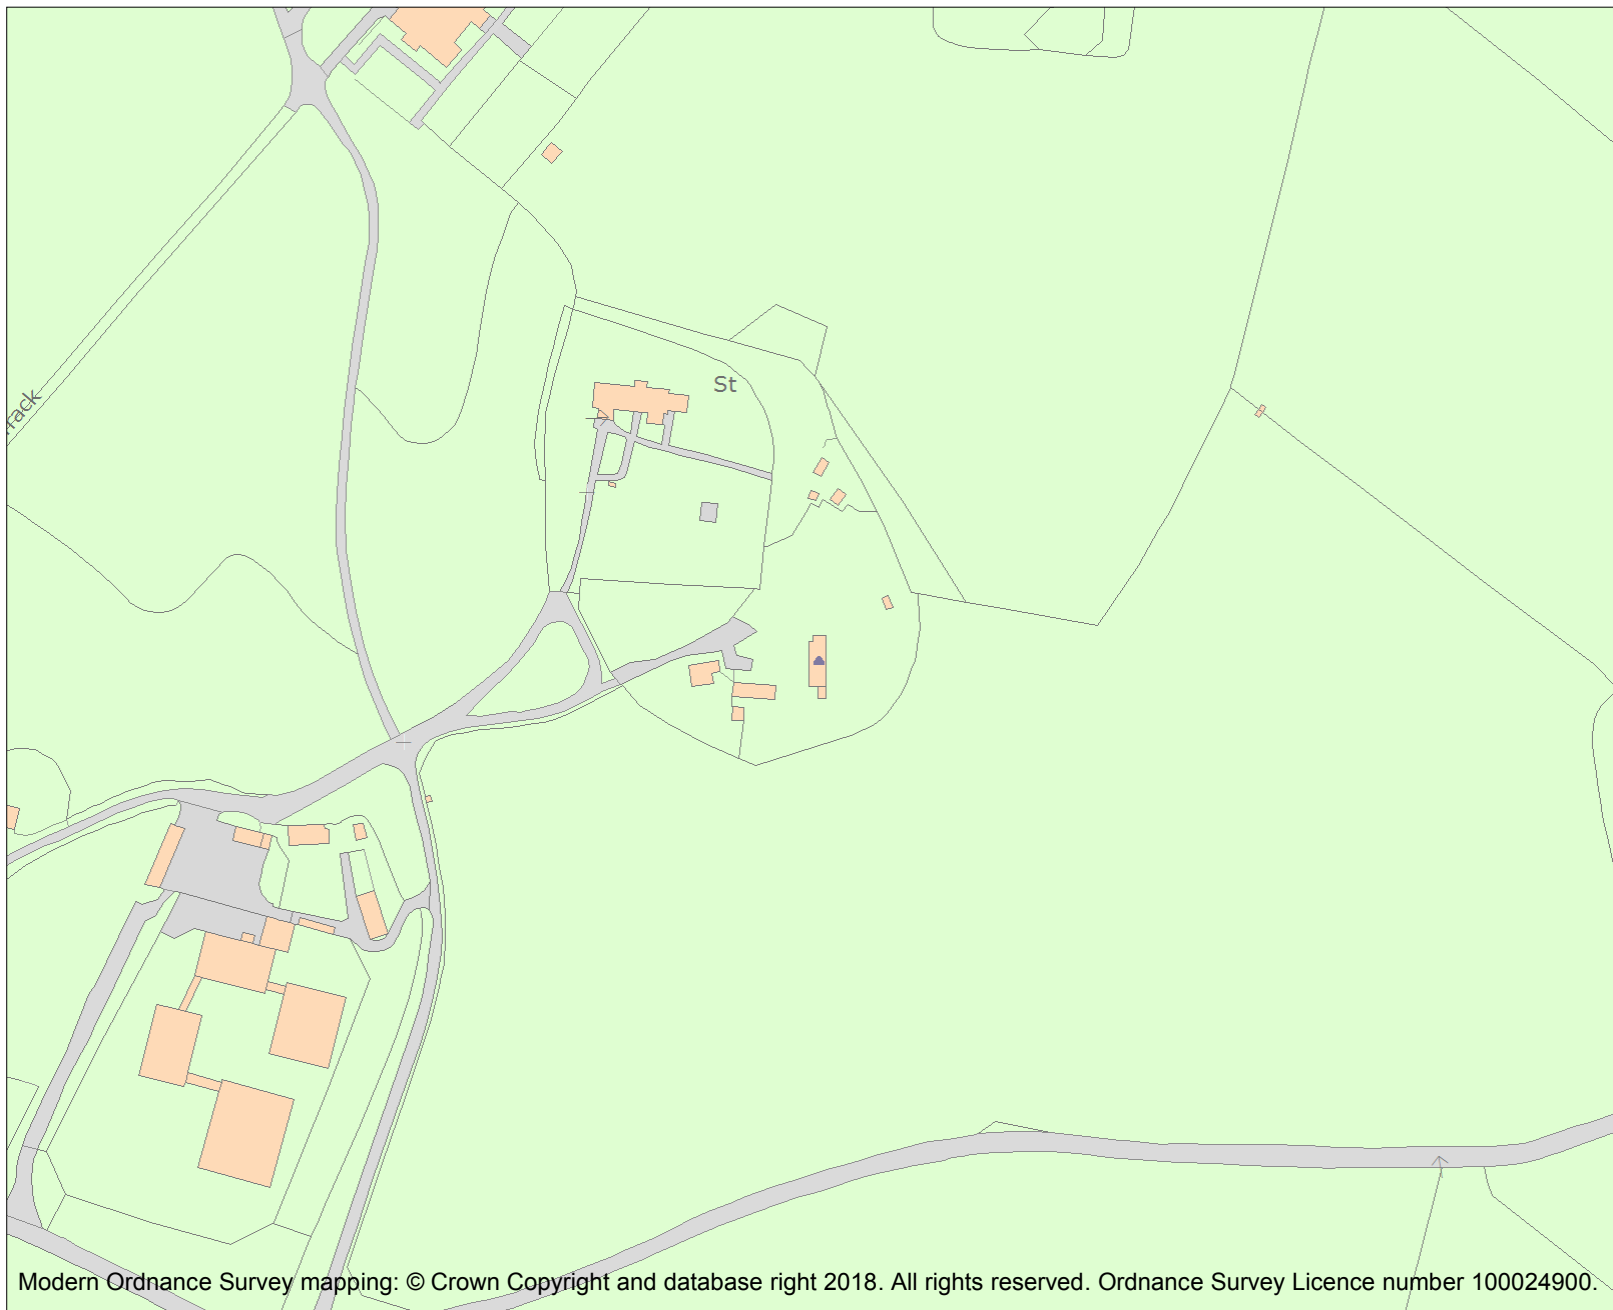 St
Track
Modern Ordnance Survey mapping: © Crown Copyright and database right 2018. All rights reserved. Ordnance Survey Licence number 100024900.